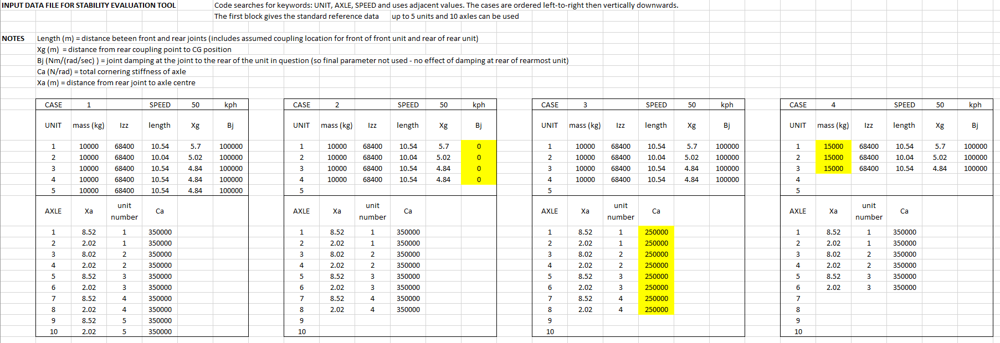 INPUT DATA FILE FOR STABILITY EVALUATION TOOL Code searches for keywords: UNIT, AXLE, SPEED and uses adjacent values. The cases are ordered left-to-right then vertically downwards.
The first block gives the standard reference data up to 5 units and 10 axles can be used
NOTES Length (m) = distance beteen front and rear joints (includes assumed coupling location for front of front unit and rear of rear unit)
Xg (m) = distance from rear coupling point to CG position
Bj (Nm/(rad/sec) ) = joint damping at the joint to the rear of the unit in question (so final parameter not used - no effect of damping at rear of rearmost unit)
Ca (N/rad) = total cornering stiffness of axle
Xa (m) = distance from rear joint to axle centre
CASE 1 SPEED 50 kph CASE 2 SPEED 50 kph CASE 3 SPEED 50 kph CASE 4 SPEED 50 kph
UNIT mass (kg) Izz length Xg Bj UNIT mass (kg) Izz length Xg Bj UNIT mass (kg) Izz length Xg Bj UNIT mass (kg) Izz length Xg Bj
1 10000 68400 10.54 5.7 100000 1 10000 68400 10.54 5.7 0 1 10000 68400 10.54 5.7 100000 1 15000 68400 10.54 5.7 100000
2 10000 68400 10.04 5.02 100000 2 10000 68400 10.04 5.02 0 2 10000 68400 10.04 5.02 100000 2 15000 68400 10.04 5.02 100000
3 10000 68400 10.54 4.84 100000 3 10000 68400 10.54 4.84 0 3 10000 68400 10.54 4.84 100000 3 15000 68400 10.54 4.84 100000
4 10000 68400 10.54 4.84 100000 4 10000 68400 10.54 4.84 0 4 10000 68400 10.54 4.84 100000 4
5 10000 68400 10.54 4.84 100000 5 5 5
AXLE Xa unit number Ca AXLE Xa unit number Ca AXLE Xa unit number Ca AXLE Xa unit number Ca
1 8.52 1 350000 1 8.52 1 350000 1 8.52 1 250000 1 8.52 1 350000
2 2.02 1 350000 2 2.02 1 350000 2 2.02 1 250000 2 2.02 1 350000
3 8.02 2 350000 3 8.02 2 350000 3 8.02 2 250000 3 8.02 2 350000
4 2.02 2 350000 4 2.02 2 350000 4 2.02 2 250000 4 2.02 2 350000
5 8.52 3 350000 5 8.52 3 350000 5 8.52 3 250000 5 8.52 3 350000
6 2.02 3 350000 6 2.02 3 350000 6 2.02 3 250000 6 2.02 3 350000
7 8.52 4 350000 7 8.52 4 350000 7 8.52 4 250000 7
8 2.02 4 350000 8 2.02 4 350000 8 2.02 4 250000 8
9 8.52 5 350000 9 9 9
10 2.02 5 350000 10 10 10